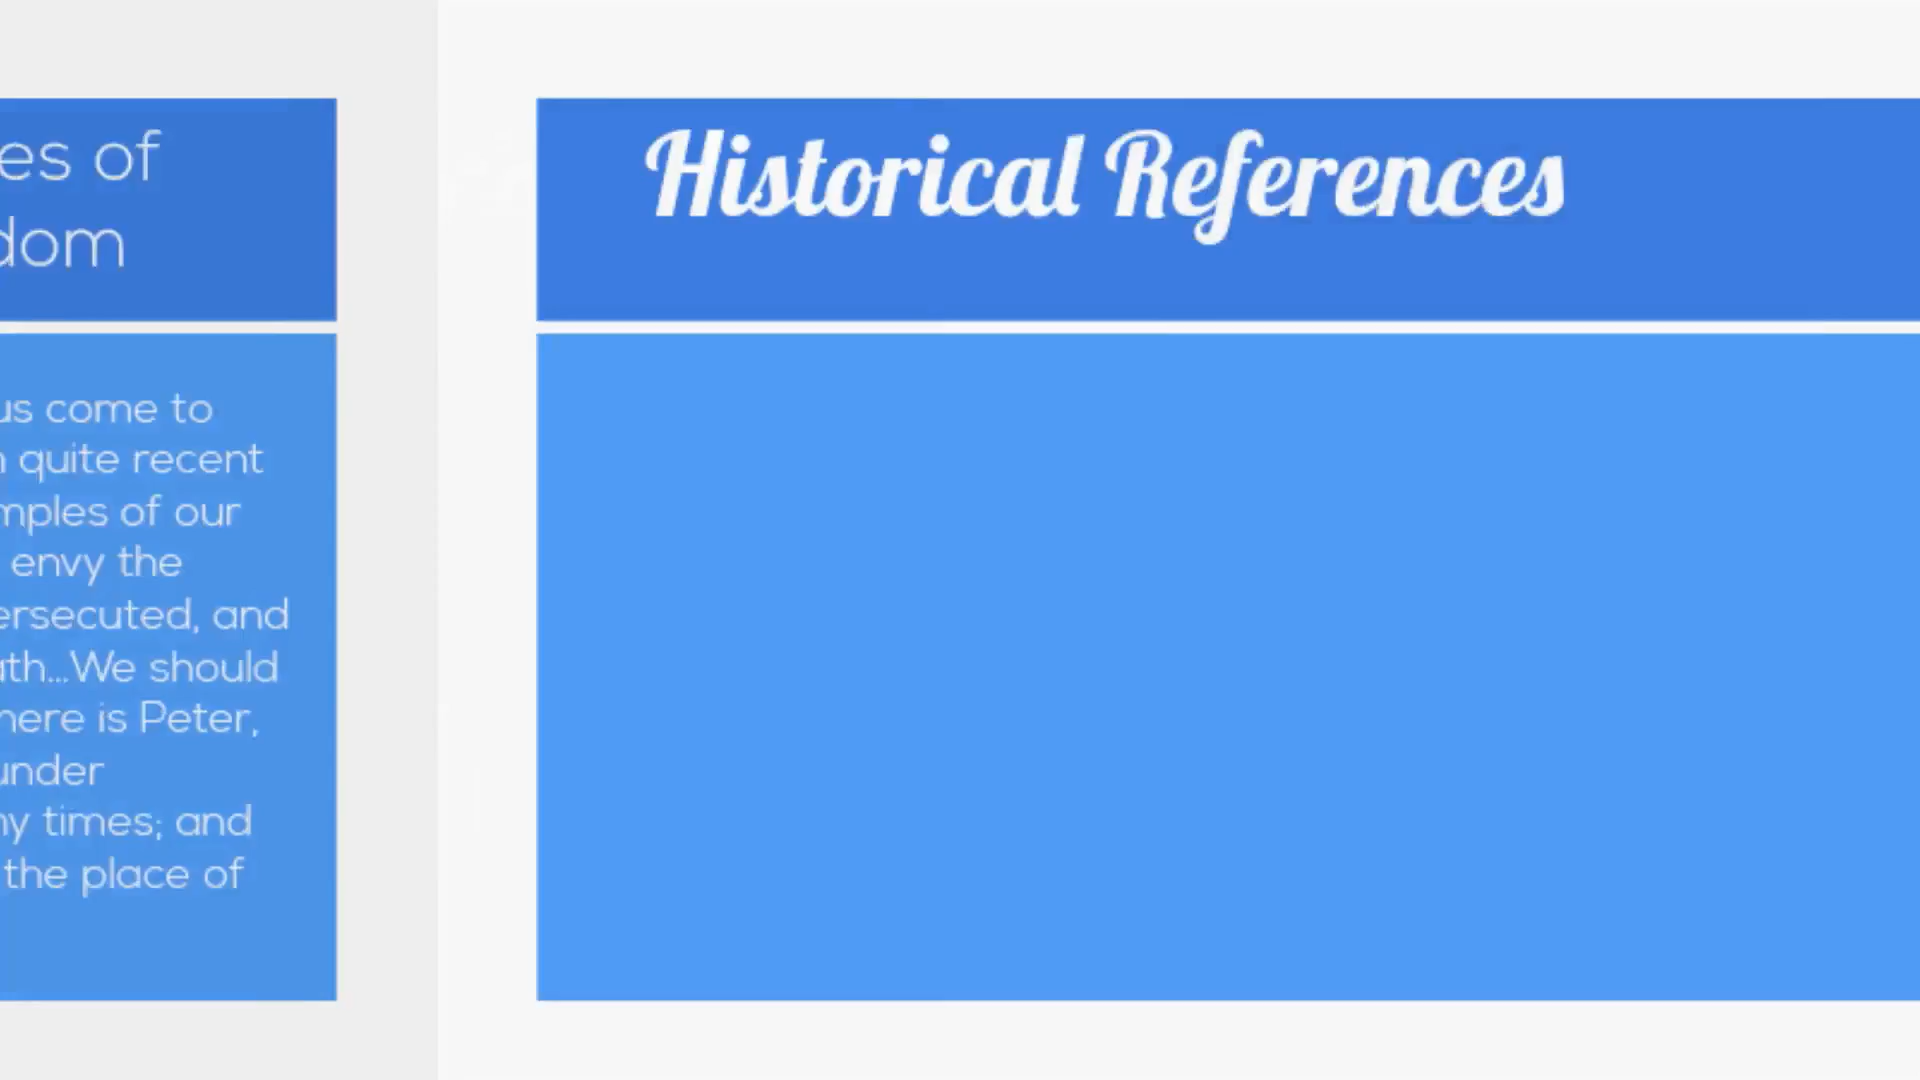 es of
dom
us come to
quite recent
mples of our
envy the
ersecuted, and
ath...We should
here is Peter,
under
ny times; and
the place of
Historical References